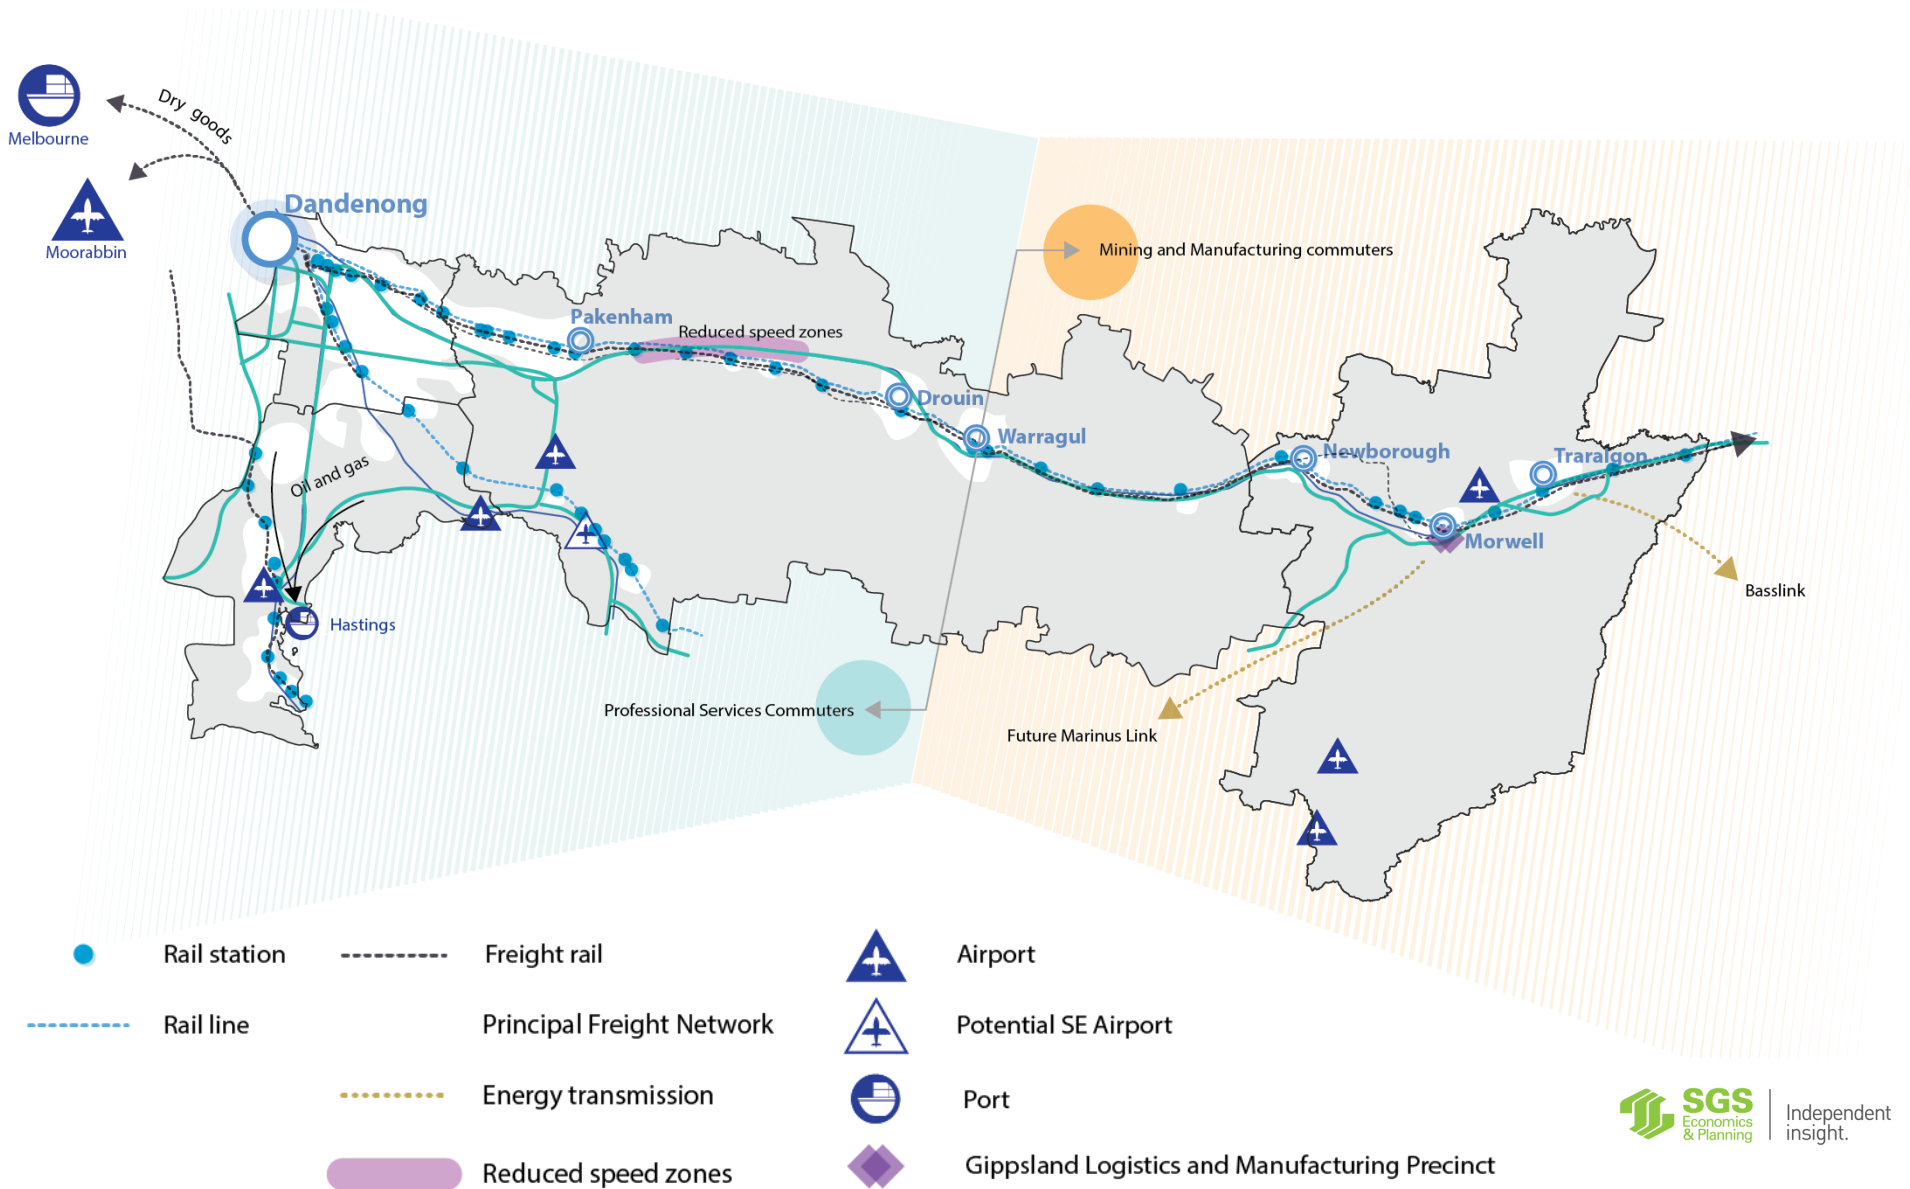 Melbourne
Dry goods
Moorabbin
Dandenong
Pakenham
Reduced speed zones
Mining and Manufacturing commuters
Drouin
Warragul
Newborough
Traralgon
Oil and gas
Morwell
Basslink
Hastings
Professional Services Commuters
Future Marinus Link
Rail station
Freight rail
Airport
Rail line
Principal Freight Network
Potential SE Airport
Energy transmission
Port
Reduced speed zones
Gippsland Logistics and Manufacturing Precinct
SGS
Economics
& Planning
Independent
insight.